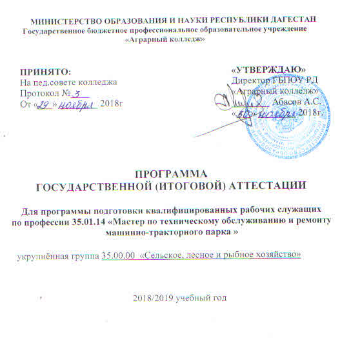 МИНИСТЕРСТВО ОБРАЗОВАНИЯ И НАУКИ РЕСПУБЛИКИ ДАГЕСТАН
Государственное бюджетное профессиональное образовательное учреждение
«Аграрный колледж»
ПРИНЯТО:
На пед.совете колледжа
Протокол № 3
От «29» ноября 2018г
«УТВЕРЖДАЮ»
Директор ГБПОУ РД
«Аграрный колледж»
Абасов А.С.
ноября 2018г
ПРОГРАММА
ГОСУДАРСТВЕННОЙ (ИТОГОВОЙ) АТТЕСТАЦИИ
Для программы подготовки квалифицированных рабочих служащих
по профессии 35.01.14 «Мастер по техническому обслуживанию и ремонту
машинно-тракторного парка »
укрупнённая группа 35.00.00 «Сельское, лесное и рыбное хозяйство»
2018/2019 учебный год